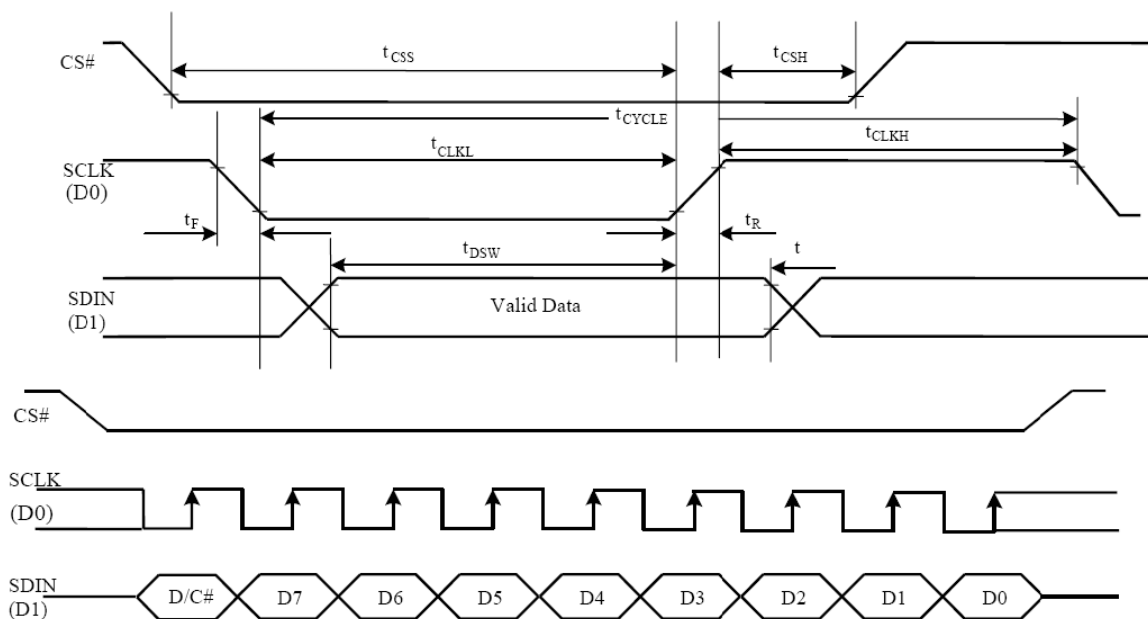 CS#
tCSS
tCSH
tCYCLE
tCLKL
tCLKH
SCLK
(D0)
tF
tR
tDSW
t
SDIN
(D1)
Valid Data
CS#
SCLK
(D0)
SDIN
(D1)
D/C# D7 D6 D5 D4 D3 D2 D1 D0